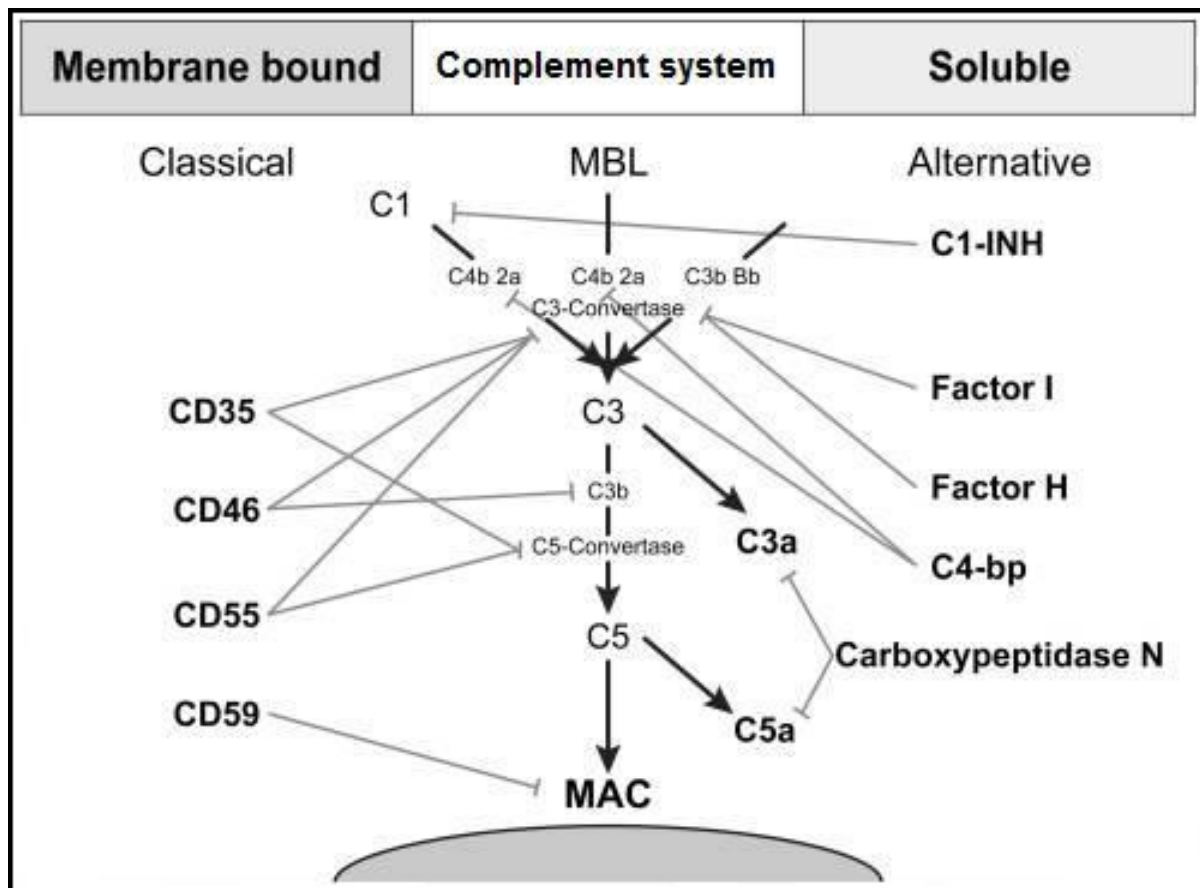 Membrane bound
Complement system
Soluble
Classical
MBL
Alternative
C1
C1-INH
C4b 2a
C4b 2a
C3b Bb
C3-Convertase
Factor I
CD35
C3
CD46
C3b
Factor H
C5-Convertase
C3a
C4-bp
CD55
C5
Carboxypeptidase N
CD59
C5a
MAC